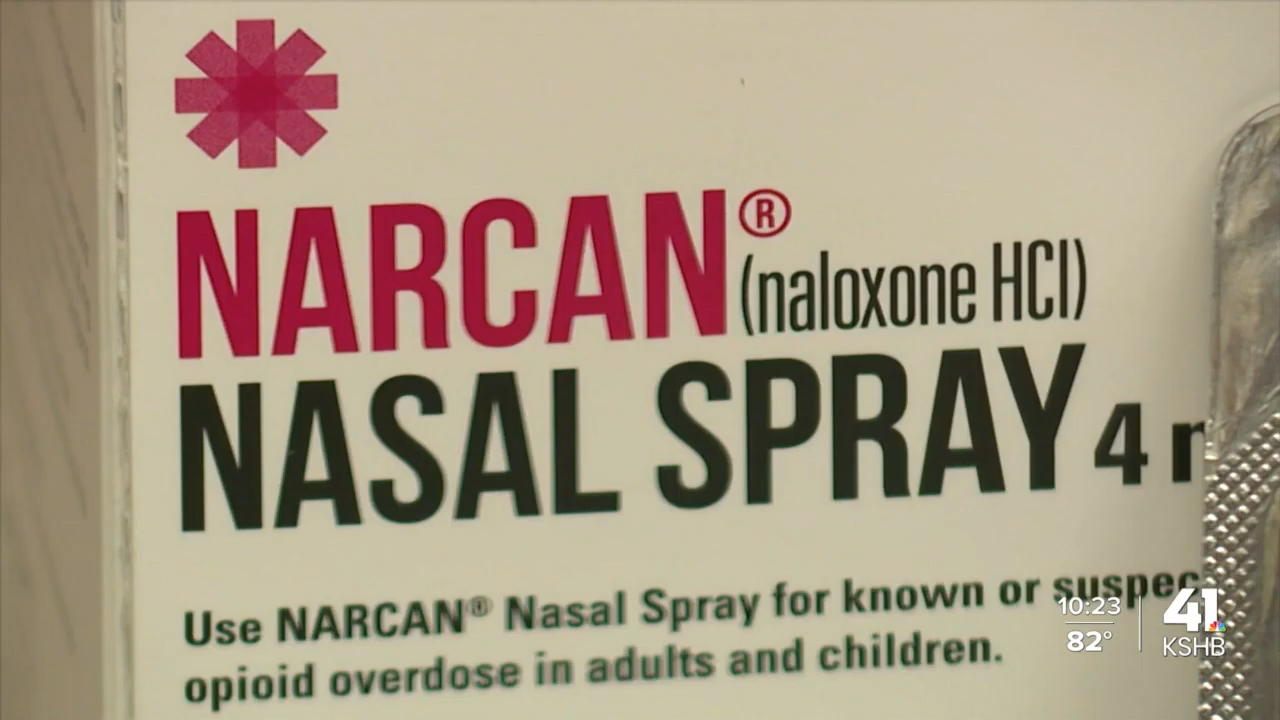 NARCAN®
(naloxone HCl)
NASAL SPRAY 4
Use NARCAN® Nasal Spray for known or
opioid overdose in adults and children.
10:23
82°
41
KSHB